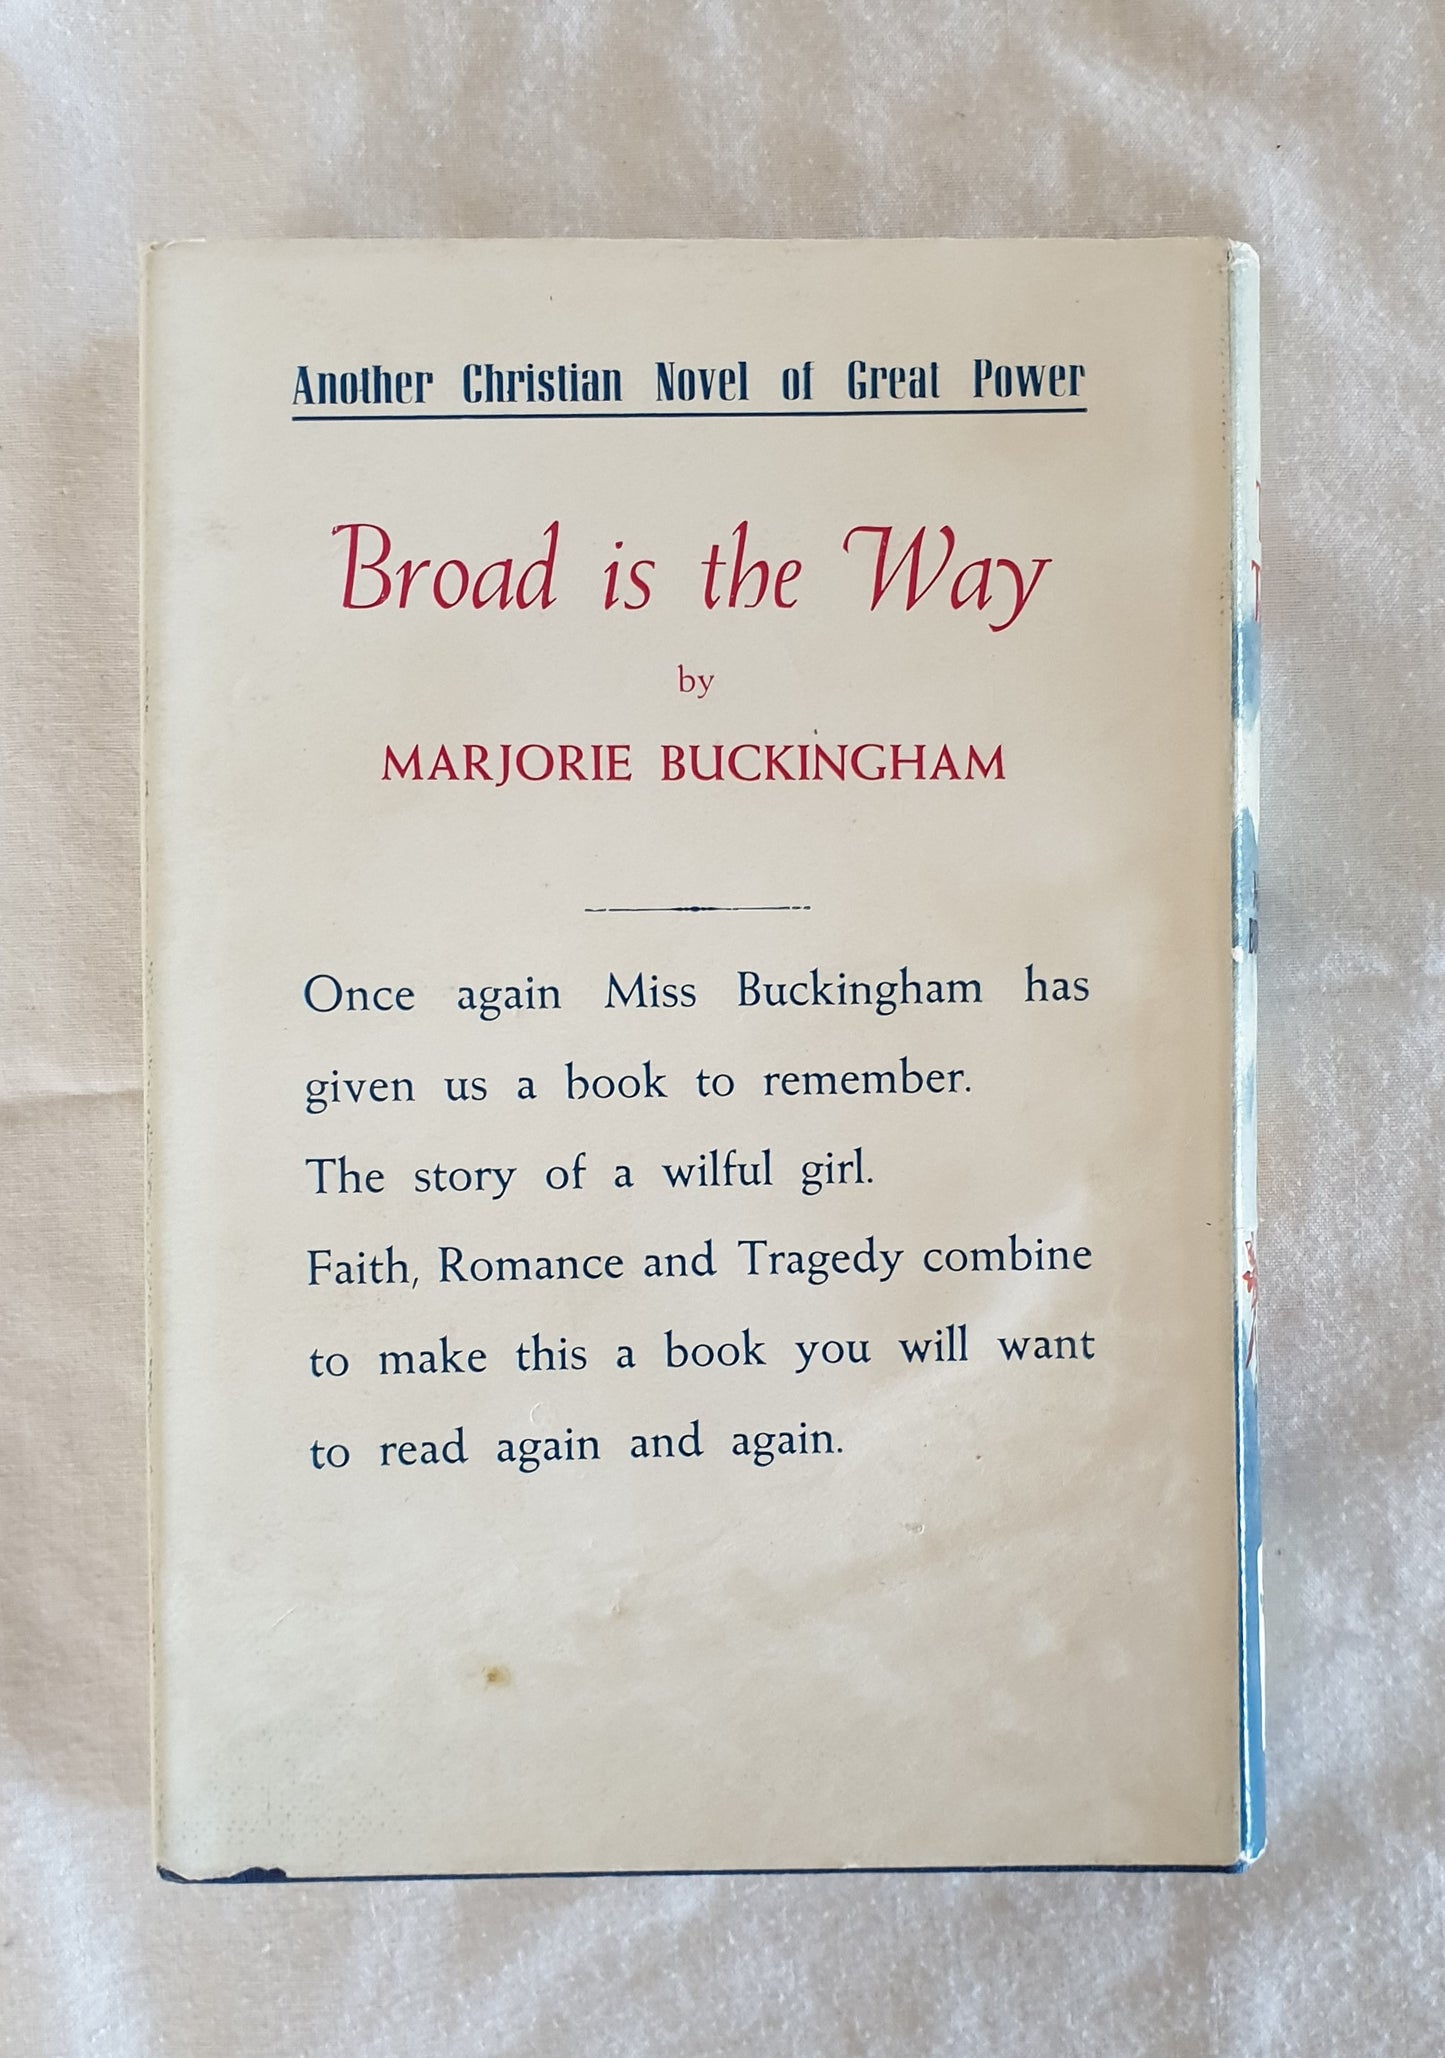 Another Christian Novel of Great Power
Broad is the Way
by
MARJORIE BUCKINGHAM
Once again Miss Buckingham has
given us a book to remember.
The story of a wilful girl.
Faith, Romance and Tragedy combine
to make this a book you will want
to read again and again.